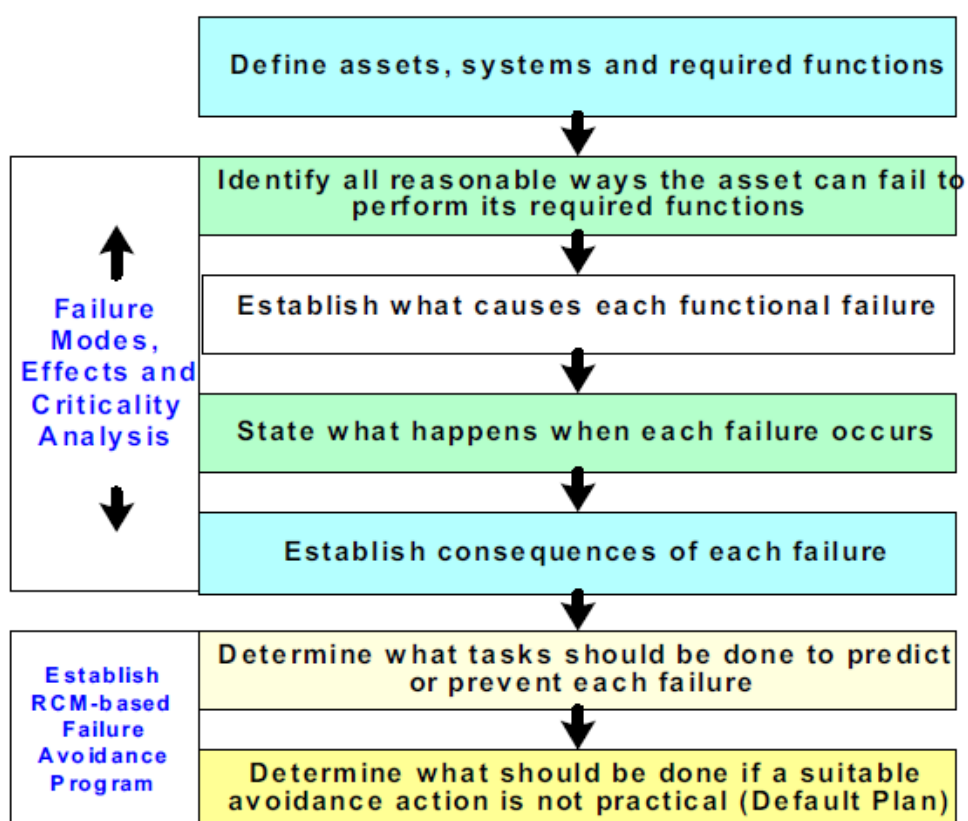 Define assets, systems and required functions
Identify all reasonable ways the asset can fail to
perform its required functions
Establish what causes each functional failure
State what happens when each failure occurs
Establish consequences of each failure
Failure
Modes,
Effects and
Criticality
Analysis
Determine what tasks should be done to predict
or prevent each failure
Determine what should be done if a suitable
avoidance action is not practical (Default Plan)
Establish
RCM-based
Failure
Avoidance
Program